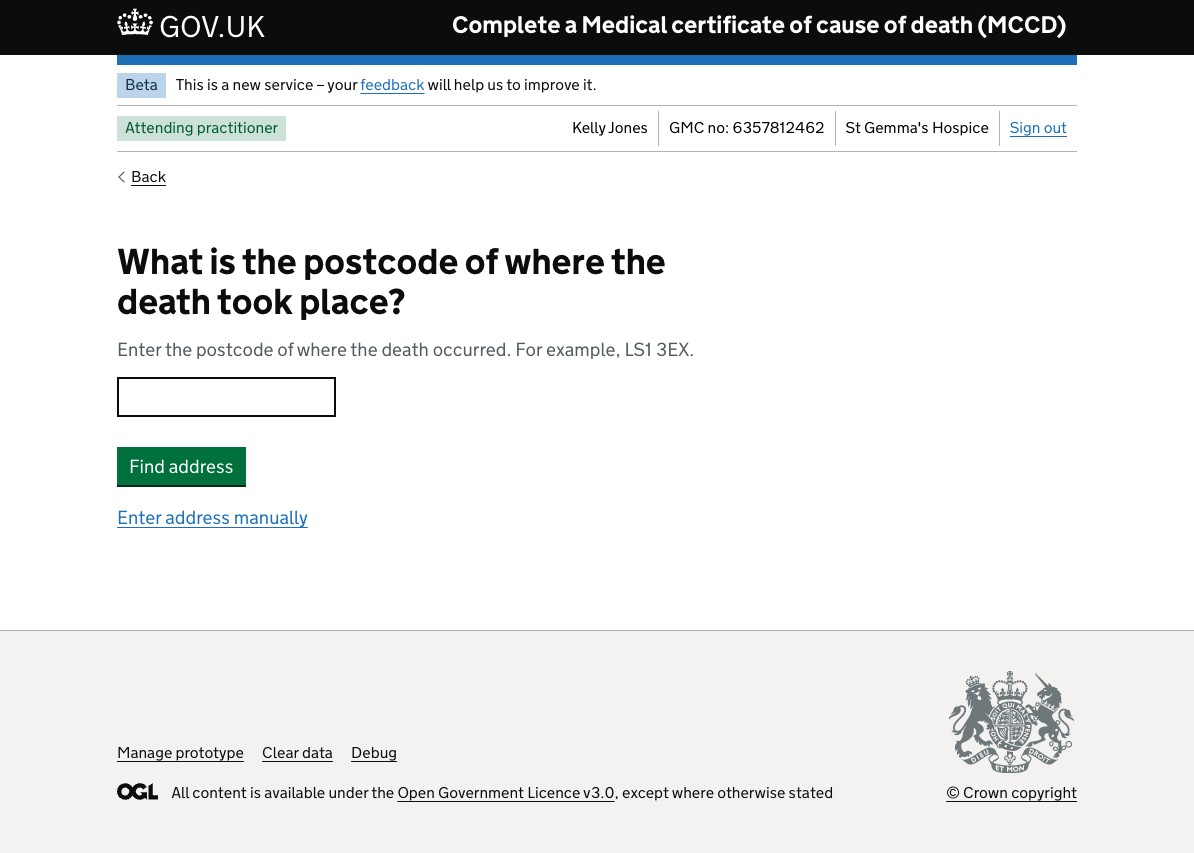 GOV.UK Complete a Medical certificate of cause of death (MCCD)
Beta This is a new service – your feedback will help us to improve it.
Attending practitioner Kelly Jones GMC no: 6357812462 St Gemma's Hospice Sign out
Back
What is the postcode of where the
death took place?
Enter the postcode of where the death occurred. For example, LS1 3EX.
Find address
Enter address manually
Manage prototype Clear data Debug
DIEU ET MON DROIT
OGL All content is available under the Open Government Licence v3.0, except where otherwise stated
© Crown copyright